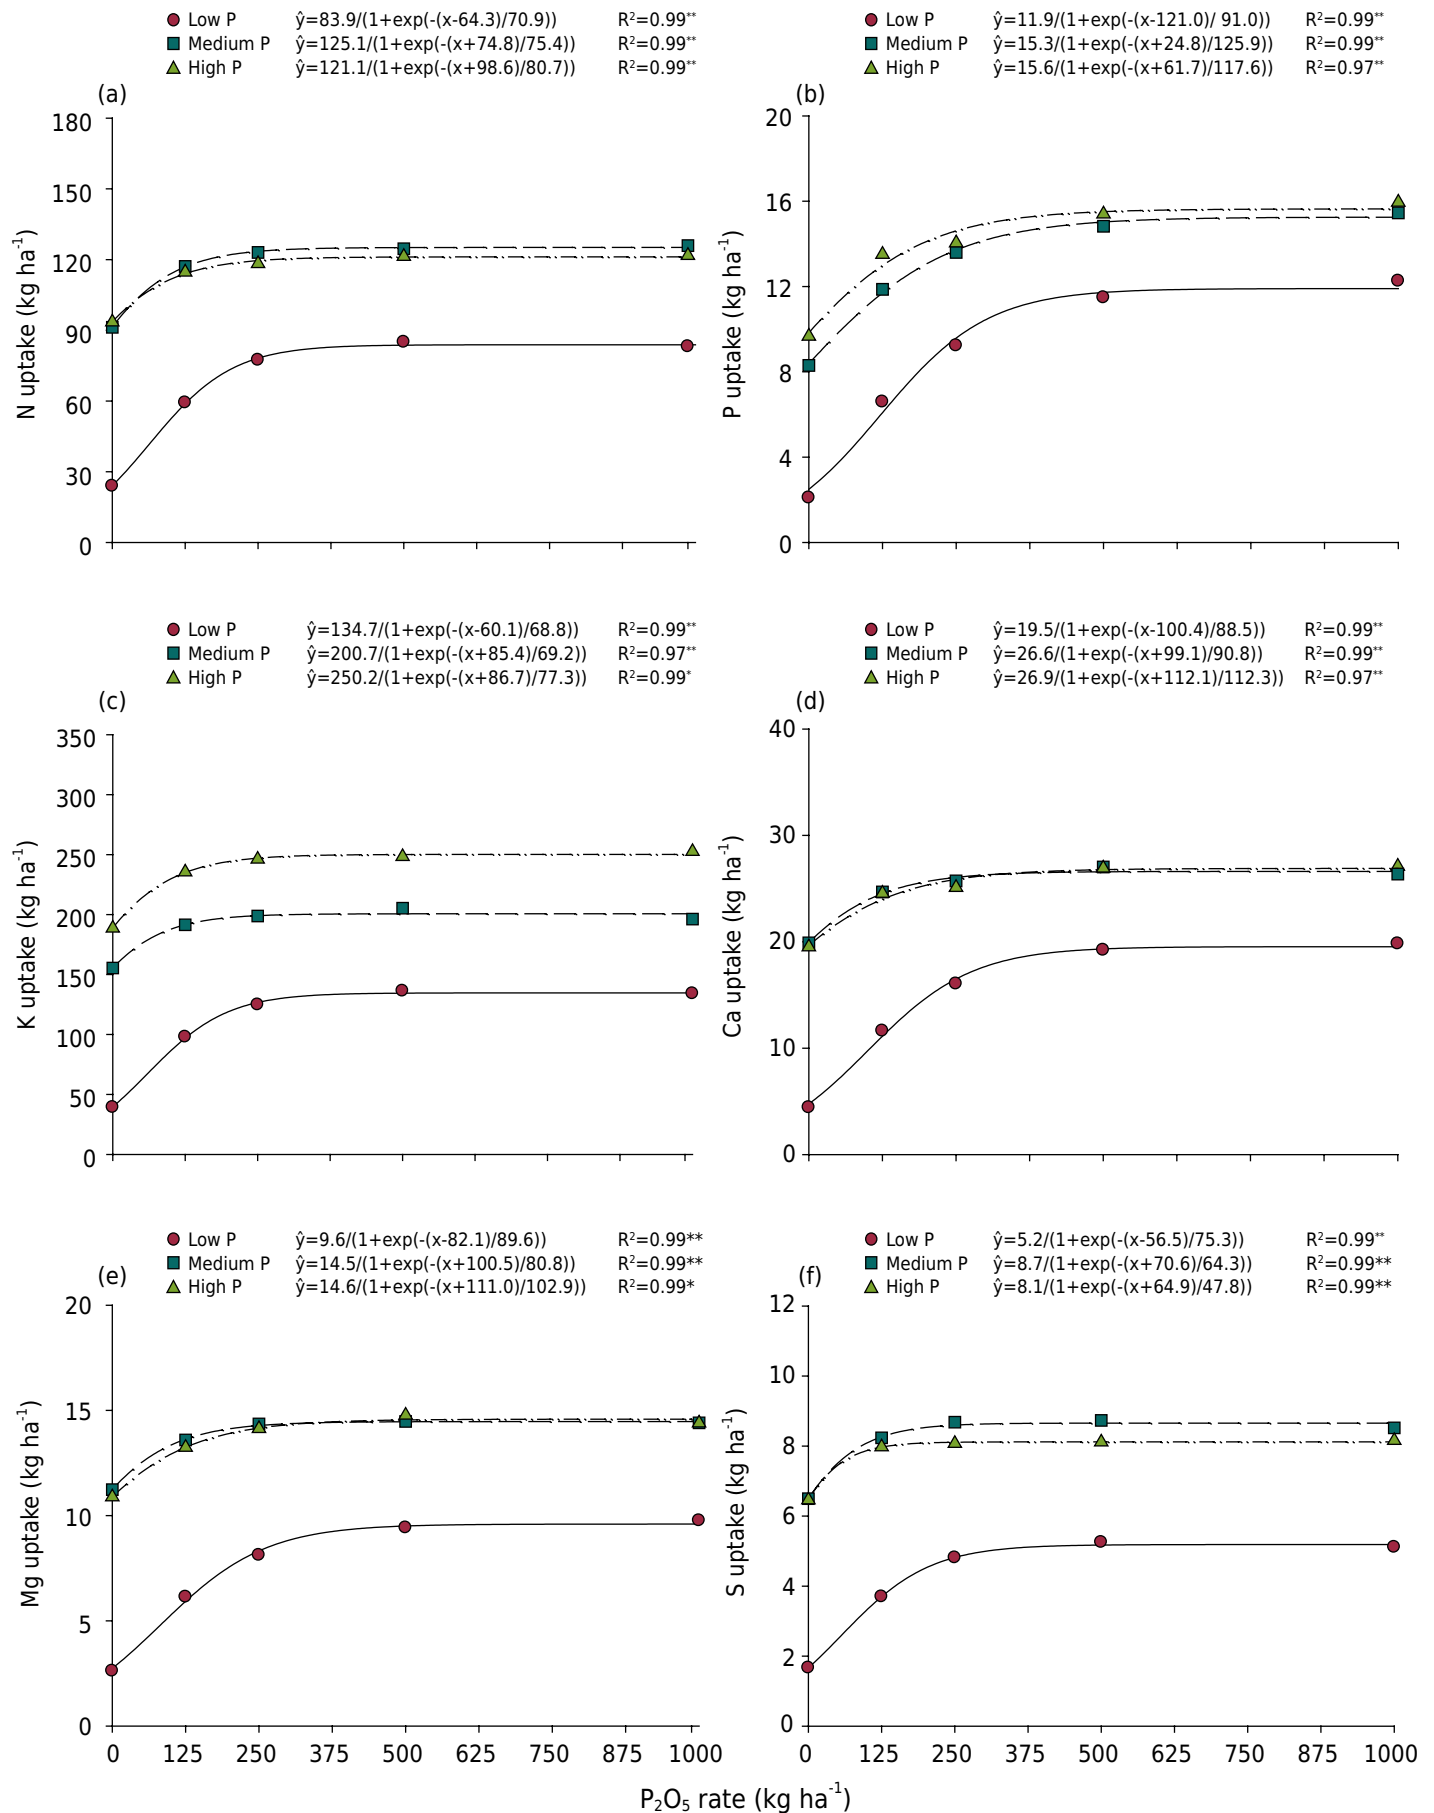 Low P ŷ=83.9/(1+exp(-(x-64.3)/70.9)) R²=0.99**
Medium P ŷ=125.1/(1+exp(-(x+74.8)/75.4)) R²=0.99**
High P ŷ=121.1/(1+exp(-(x+98.6)/80.7)) R²=0.99**
(a)
180
150
120
90
60
30
0
N uptake (kg ha⁻¹)
Low P ŷ=11.9/(1+exp(-(x-121.0)/ 91.0)) R²=0.99**
Medium P ŷ=15.3/(1+exp(-(x+24.8)/125.9)) R²=0.99**
High P ŷ=15.6/(1+exp(-(x+61.7)/117.6)) R²=0.97**
(b)
20
16
12
8
4
0
P uptake (kg ha⁻¹)
Low P ŷ=134.7/(1+exp(-(x-60.1)/68.8)) R²=0.99**
Medium P ŷ=200.7/(1+exp(-(x+85.4)/69.2)) R²=0.97**
High P ŷ=250.2/(1+exp(-(x+86.7)/77.3)) R²=0.99*
(c)
350
300
250
200
150
100
50
0
K uptake (kg ha⁻¹)
Low P ŷ=19.5/(1+exp(-(x-100.4)/88.5)) R²=0.99**
Medium P ŷ=26.6/(1+exp(-(x+99.1)/90.8)) R²=0.99**
High P ŷ=26.9/(1+exp(-(x+112.1)/112.3)) R²=0.97**
(d)
40
30
20
10
0
Ca uptake (kg ha⁻¹)
Low P ŷ=9.6/(1+exp(-(x-82.1)/89.6)) R²=0.99**
Medium P ŷ=14.5/(1+exp(-(x+100.5)/80.8)) R²=0.99**
High P ŷ=14.6/(1+exp(-(x+111.0)/102.9)) R²=0.99*
(e)
20
15
10
5
0
Mg uptake (kg ha⁻¹)
0 125 250 375 500 625 750 875 1000
Low P ŷ=5.2/(1+exp(-(x-56.5)/75.3)) R²=0.99**
Medium P ŷ=8.7/(1+exp(-(x+70.6)/64.3)) R²=0.99**
High P ŷ=8.1/(1+exp(-(x+64.9)/47.8)) R²=0.99**
(f)
12
10
8
6
4
2
0
S uptake (kg ha⁻¹)
0 125 250 375 500 625 750 875 1000
P₂O₅ rate (kg ha⁻¹)